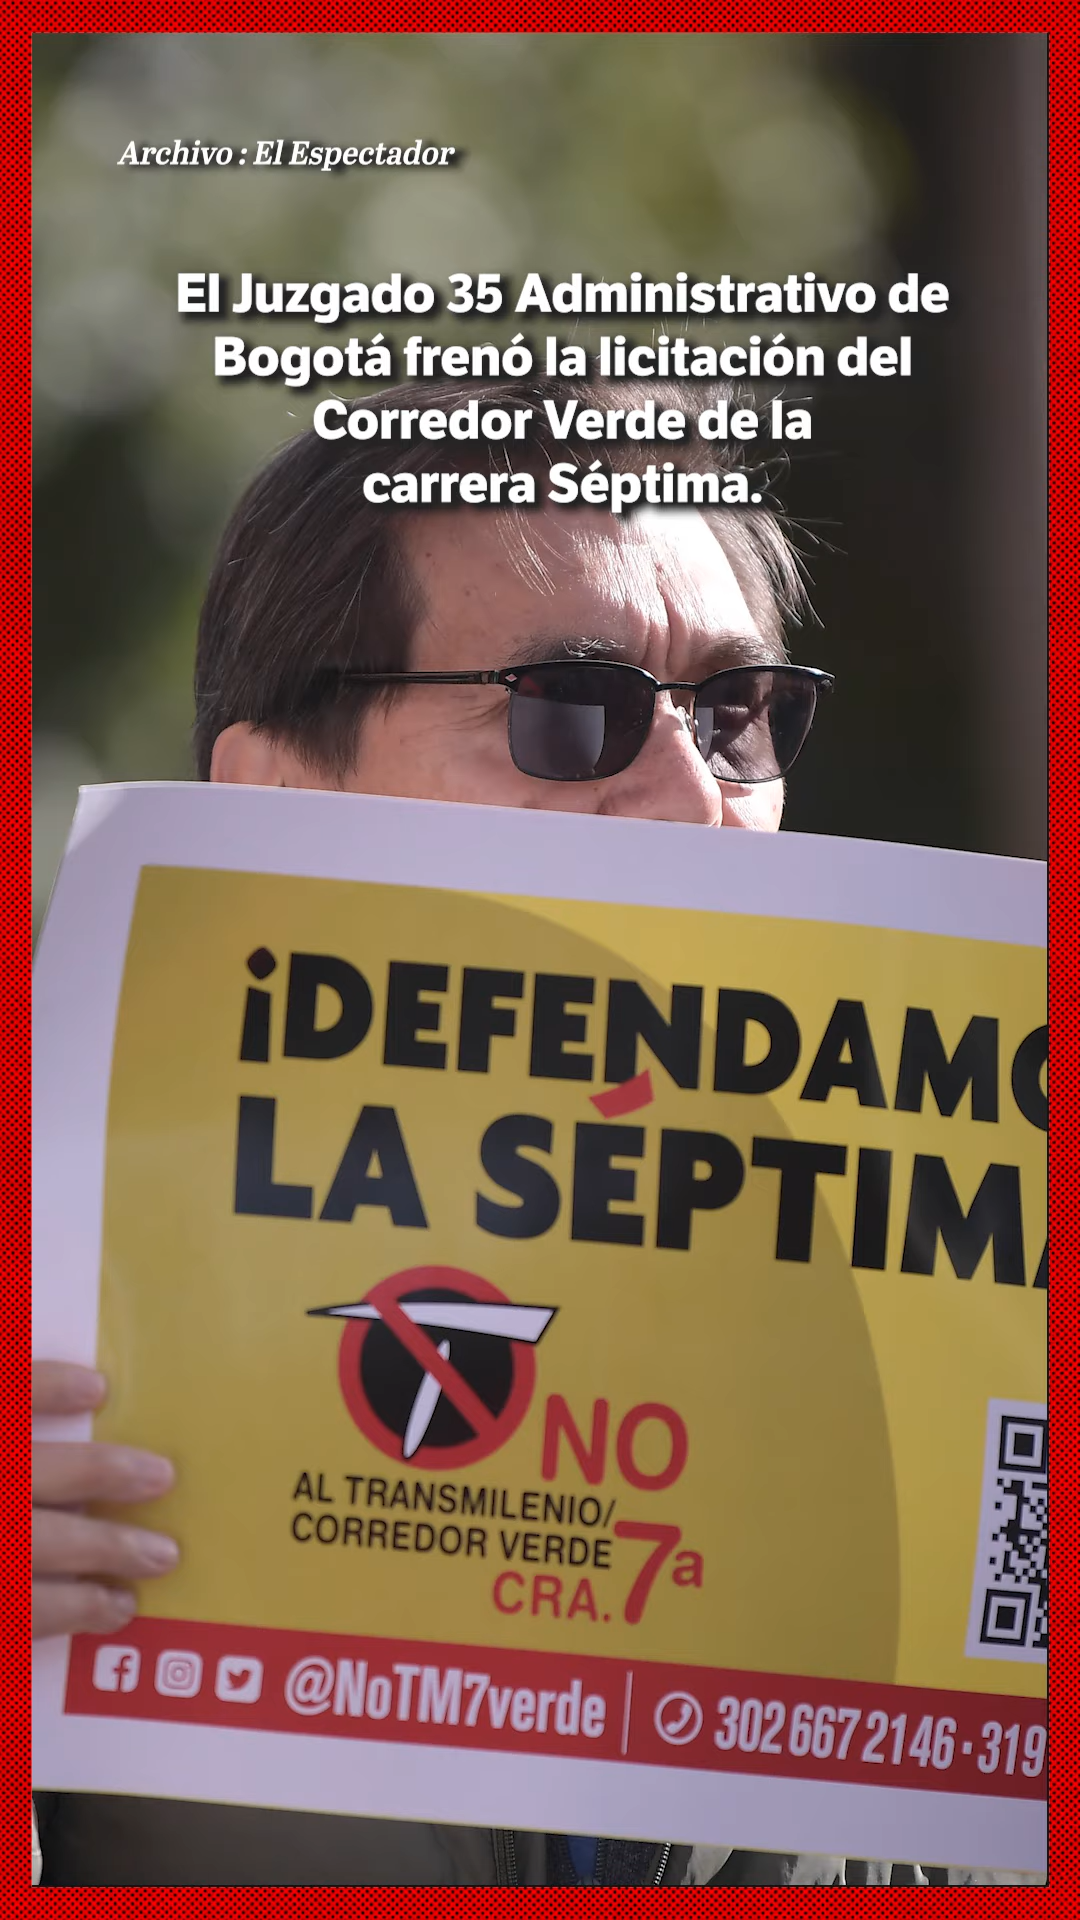 Archivo : El Espectador
El Juzgado 35 Administrativo de
Bogotá frenó la licitación del
Corredor Verde de la
carrera Séptima.
¡DEFENDAMO
LA SÉPTIMA
NO
AL TRANSMILENIO/
CORREDOR VERDE
CRA. 7a
@NoTM7verde | 302 667 2146 · 319